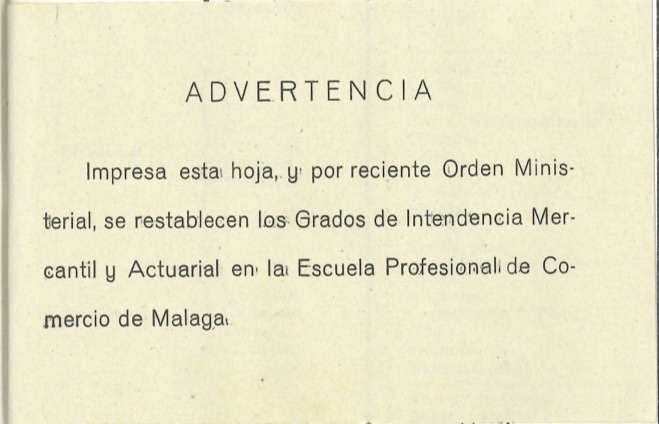 ADVERTENCIA
Impresa esta hoja, y por reciente Orden Minis-
terial, se restablecen los Grados de Intendencia Mer-
cantil y Actuarial en la Escuela Profesional de Co-
mercio de Malaga.